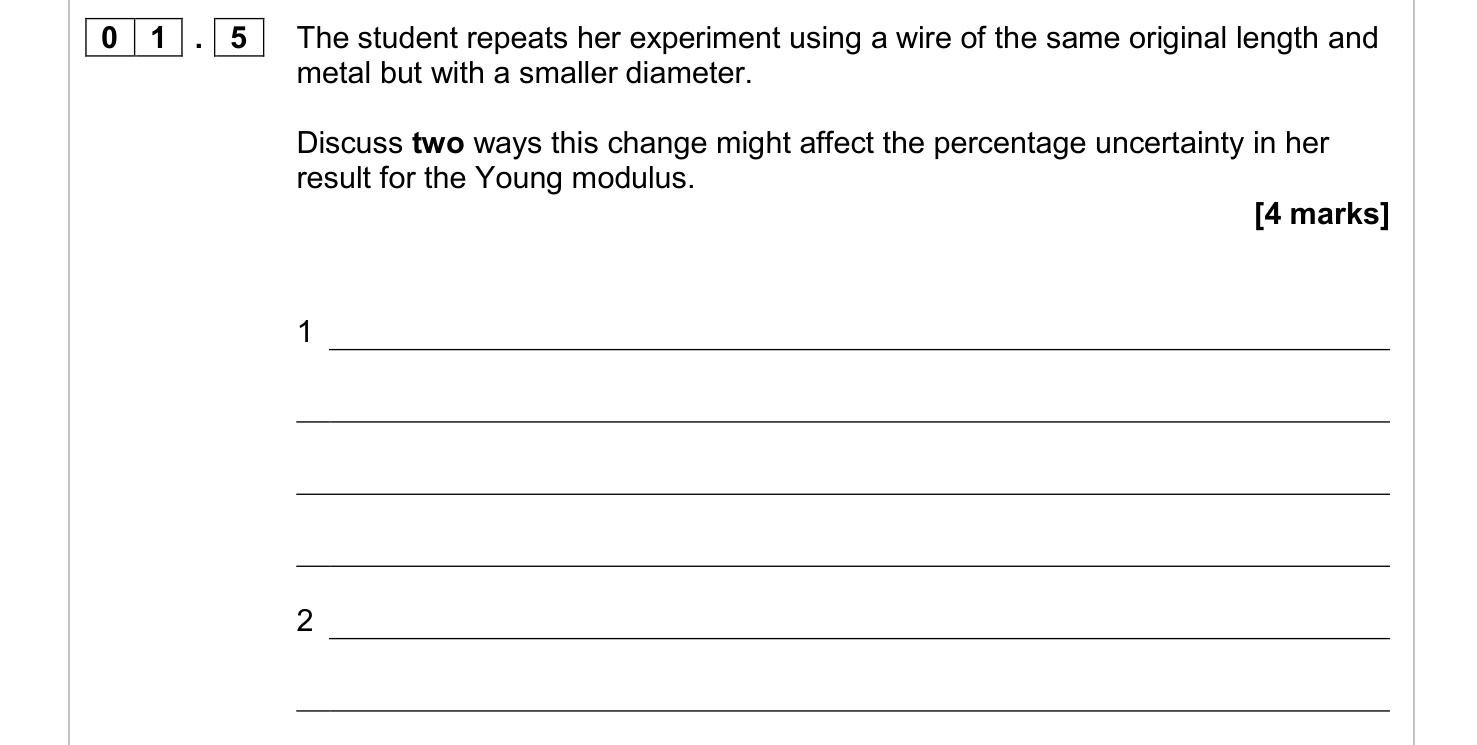 0 1 . 5 The student repeats her experiment using a wire of the same original length and
metal but with a smaller diameter.
Discuss two ways this change might affect the percentage uncertainty in her
result for the Young modulus.
[4 marks]
1
2